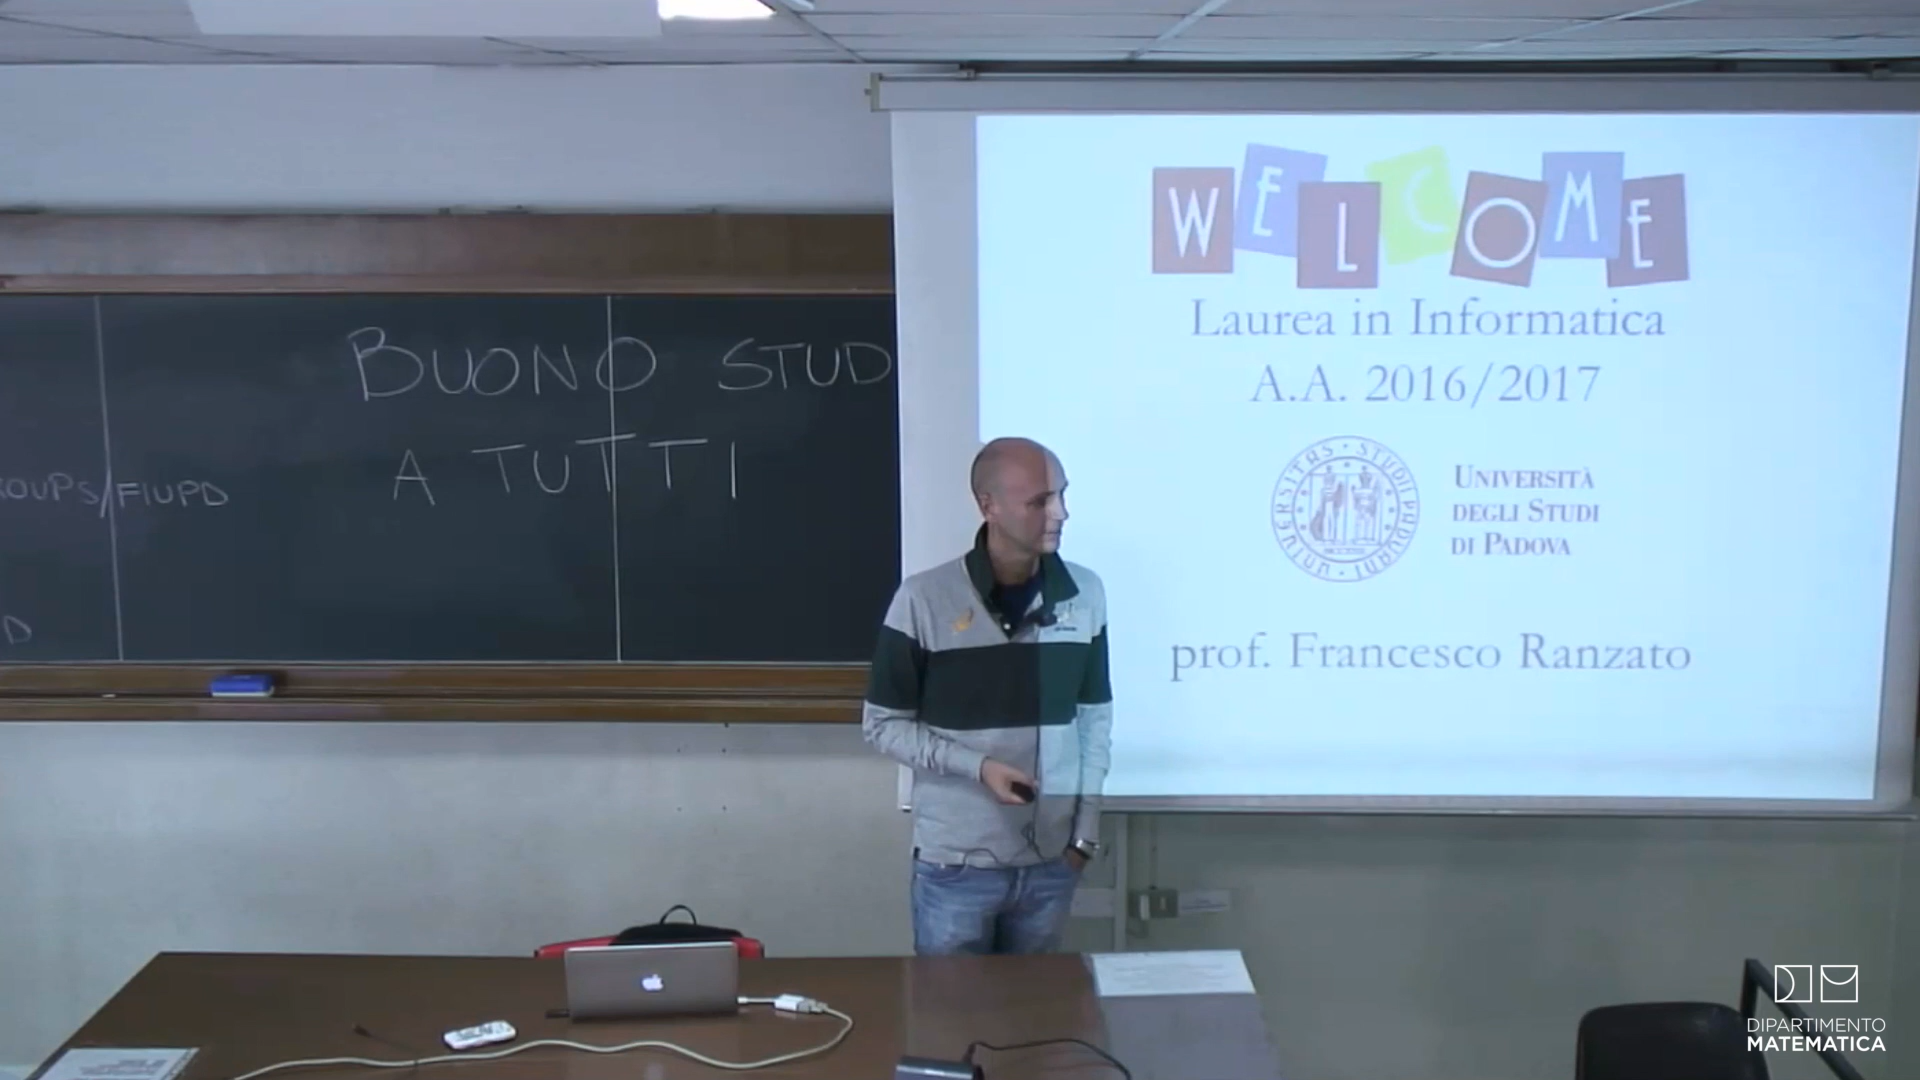 BUONO STUD
A TUTTI
ROUPS/FIUPD
D
WELCOME
Laurea in Informatica
A.A. 2016/2017
UNIVERSITÀ
DEGLI STUDI
DI PADOVA
prof. Francesco Ranzato
DIPARTIMENTO
MATEMATICA